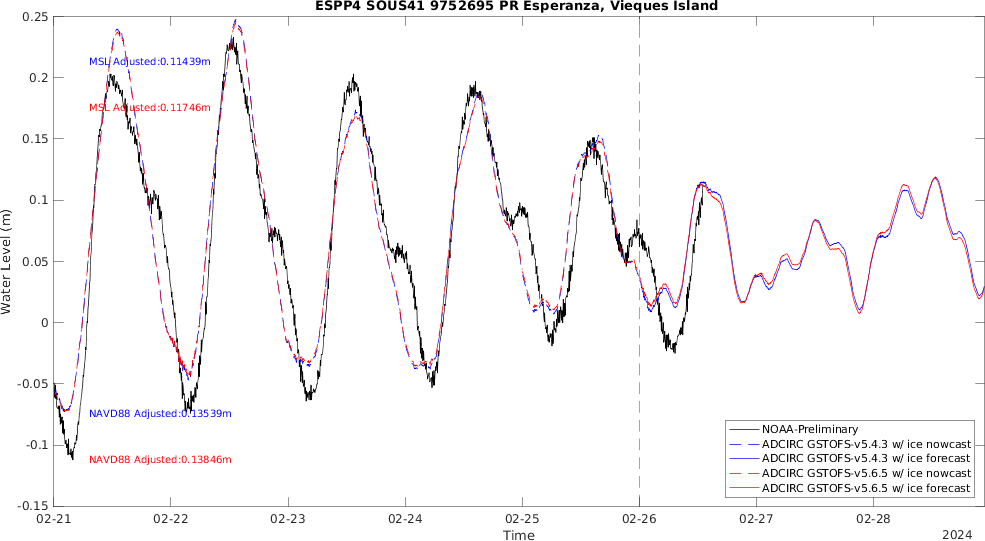 ESPP4 SOUS41 9752695 PR Esperanza, Vieques Island
0.25
0.2
0.15
0.1
0.05
0
-0.05
-0.1
-0.15
Water Level (m)
MSL Adjusted:0.11439m
MSL Adjusted:0.11746m
NAVD88 Adjusted:0.13539m
NAVD88 Adjusted:0.13846m
NOAA-Preliminary
ADCIRC GSTOFS-v5.4.3 w/ ice nowcast
ADCIRC GSTOFS-v5.4.3 w/ ice forecast
ADCIRC GSTOFS-v5.6.5 w/ ice nowcast
ADCIRC GSTOFS-v5.6.5 w/ ice forecast
02-21 02-22 02-23 02-24 02-25 02-26 02-27 02-28
Time
2024